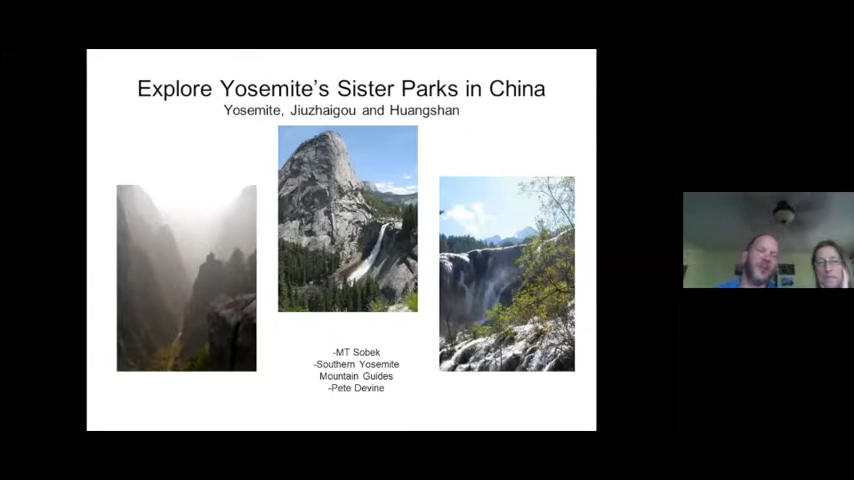 Explore Yosemite's Sister Parks in China
Yosemite, Jiuzhaigou and Huangshan
-MT Sobek
-Southern Yosemite
Mountain Guides
-Pete Devine